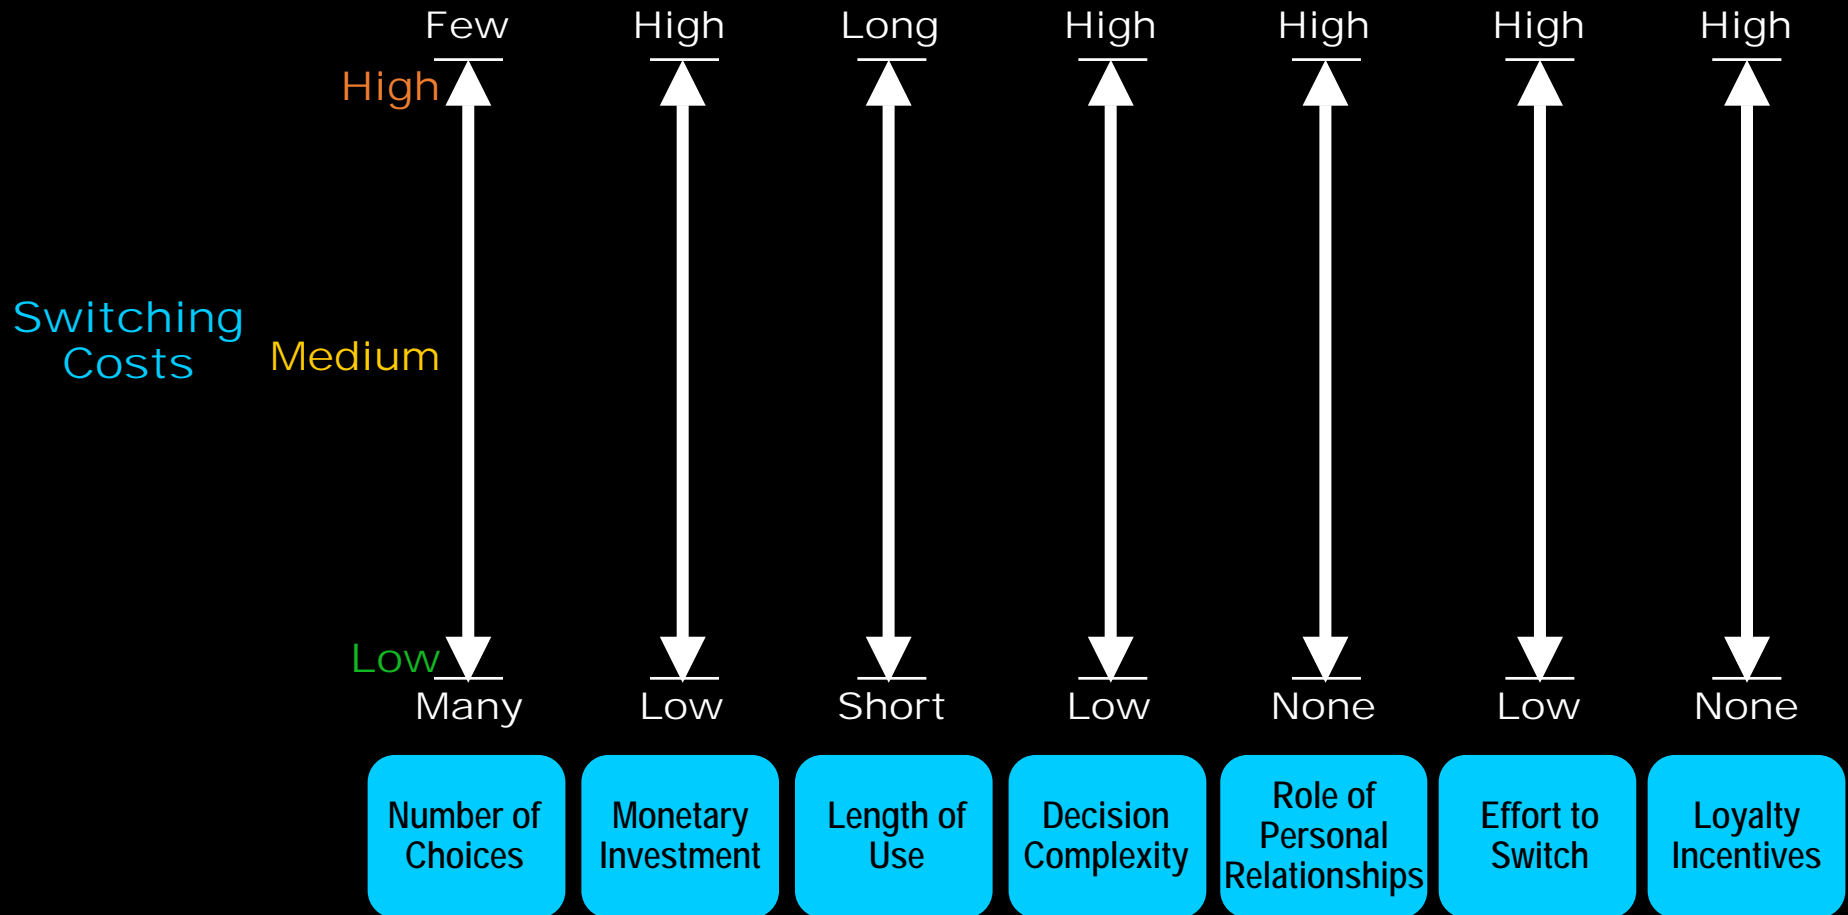 Few High Long High High High High
High
Switching
Costs
Medium
Low
Many Low Short Low None Low None
Number of
Choices
Monetary
Investment
Length of
Use
Decision
Complexity
Role of
Personal
Relationships
Effort to
Switch
Loyalty
Incentives